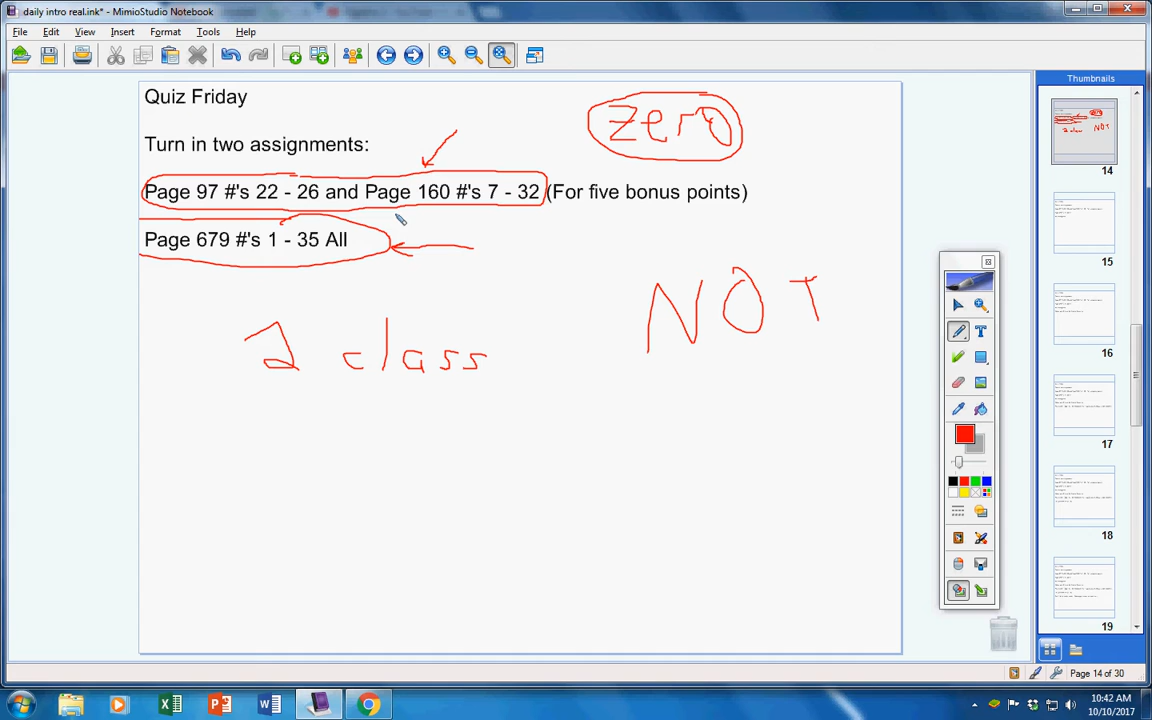 daily intro real.ink* - MimioStudio Notebook
File Edit View Insert Format Tools Help
Thumbnails
Quiz Friday
zero
Turn in two assignments:
Page 97 #'s 22 - 26 and Page 160 #'s 7 - 32 (For five bonus points)
Page 679 #'s 1 - 35 All
NOT
2 class
14
15
16
17
18
19
Page 14 of 30
10:42 AM
10/10/2017